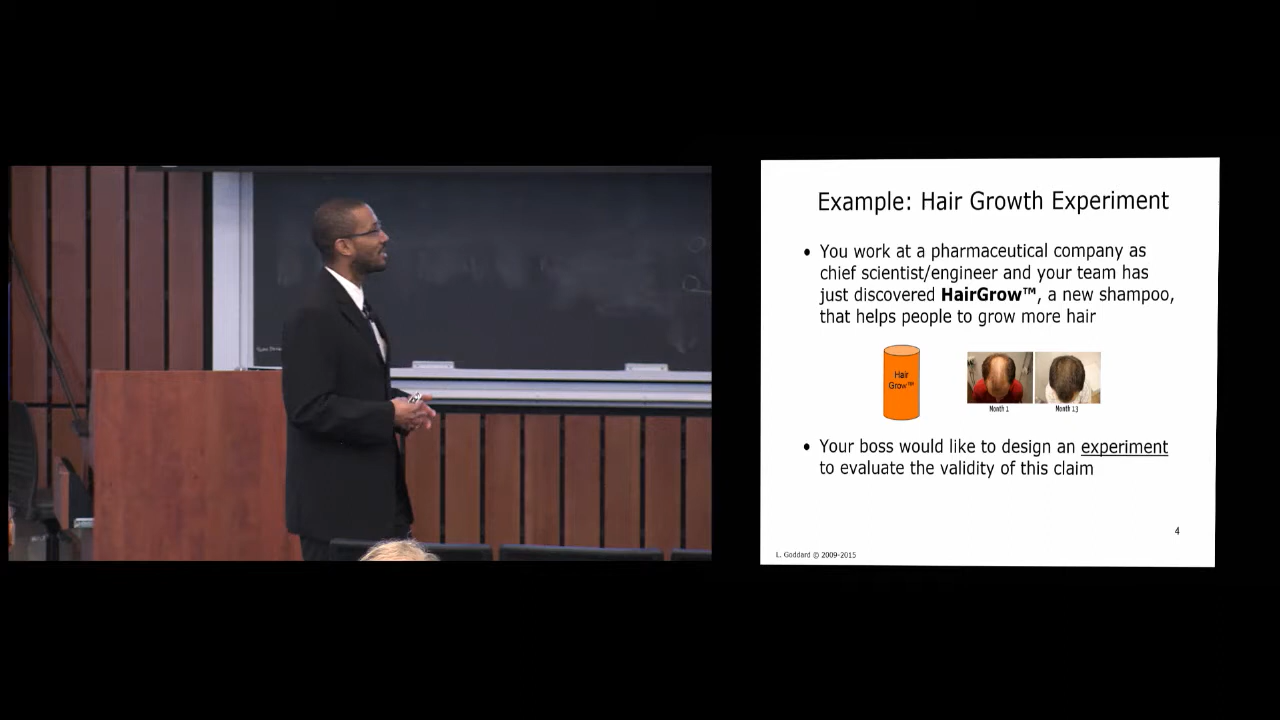 Example: Hair Growth Experiment
• You work at a pharmaceutical company as
chief scientist/engineer and your team has
just discovered HairGrow™, a new shampoo,
that helps people to grow more hair
Hair
Grow™
Month 1 Month 13
• Your boss would like to design an experiment
to evaluate the validity of this claim
4
L. Goddard © 2009-2015